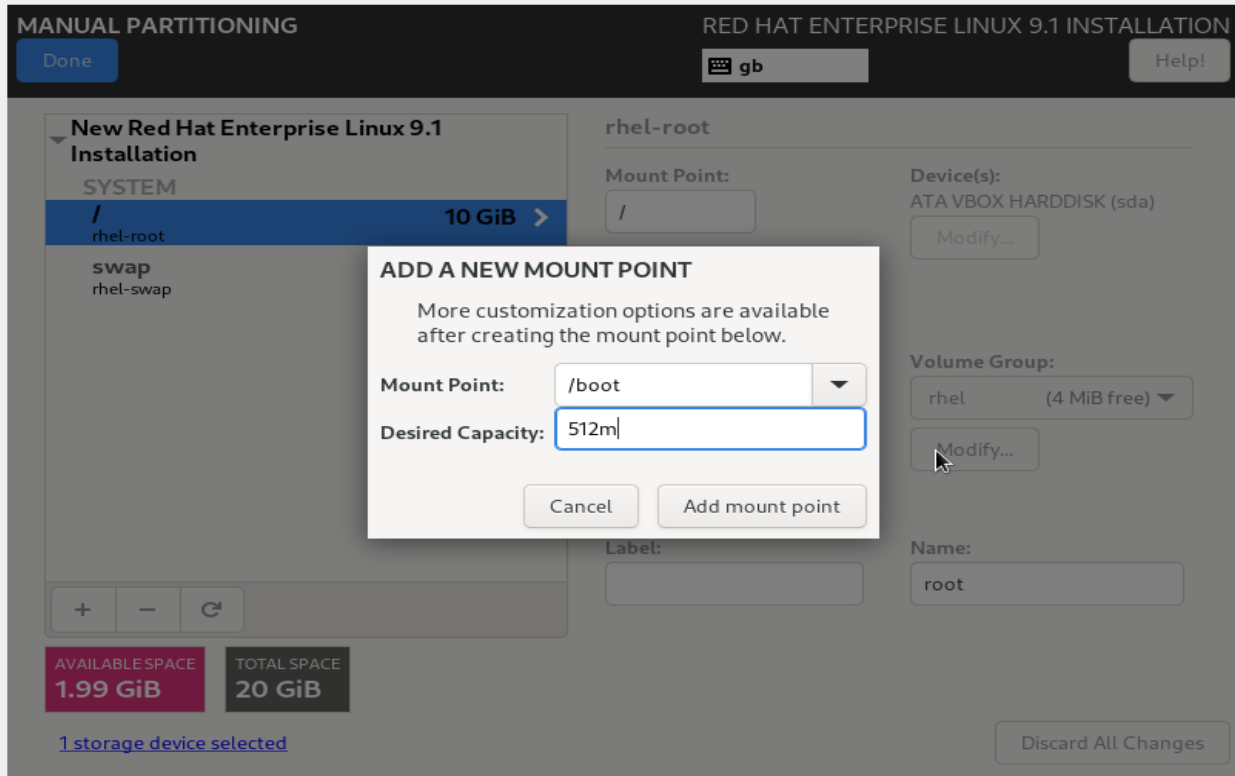 MANUAL PARTITIONING
RED HAT ENTERPRISE LINUX 9.1 INSTALLATION
Done
gb
Help!
New Red Hat Enterprise Linux 9.1
Installation
SYSTEM
/
10 GiB
rhel-root
swap
rhel-swap
rhel-root
Mount Point:
/
Device(s):
ATA VBOX HARDDISK (sda)
Modify...
ADD A NEW MOUNT POINT
More customization options are available
after creating the mount point below.
Mount Point:
/boot
Desired Capacity:
512m
Cancel
Add mount point
Volume Group:
rhel (4 MiB free)
Modify...
Label:
Name:
root
+ −
AVAILABLE SPACE
1.99 GiB
TOTAL SPACE
20 GiB
1 storage device selected
Discard All Changes